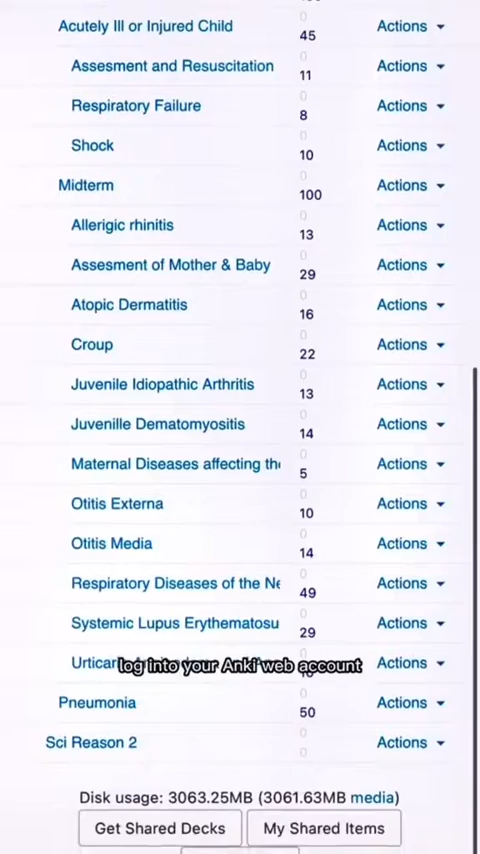 0
Acutely Ill or Injured Child 45 Actions
0
Assesment and Resuscitation 11 Actions
0
Respiratory Failure 8 Actions
0
Shock 10 Actions
0
Midterm 100 Actions
0
Allerigic rhinitis 13 Actions
0
Assesment of Mother & Baby 29 Actions
0
Atopic Dermatitis 16 Actions
0
Croup 22 Actions
0
Juvenile Idiopathic Arthritis 13 Actions
0
Juvenille Dematomyositis 14 Actions
0
Maternal Diseases affecting the 5 Actions
0
Otitis Externa 10 Actions
0
Otitis Media 14 Actions
0
Respiratory Diseases of the Ne 49 Actions
0
Systemic Lupus Erythematosu 29 Actions
0
Urticar Actions
log into your Anki web account
0
Pneumonia 50 Actions
0
Sci Reason 2 0 Actions
Disk usage: 3063.25MB (3061.63MB media)
Get Shared Decks My Shared Items